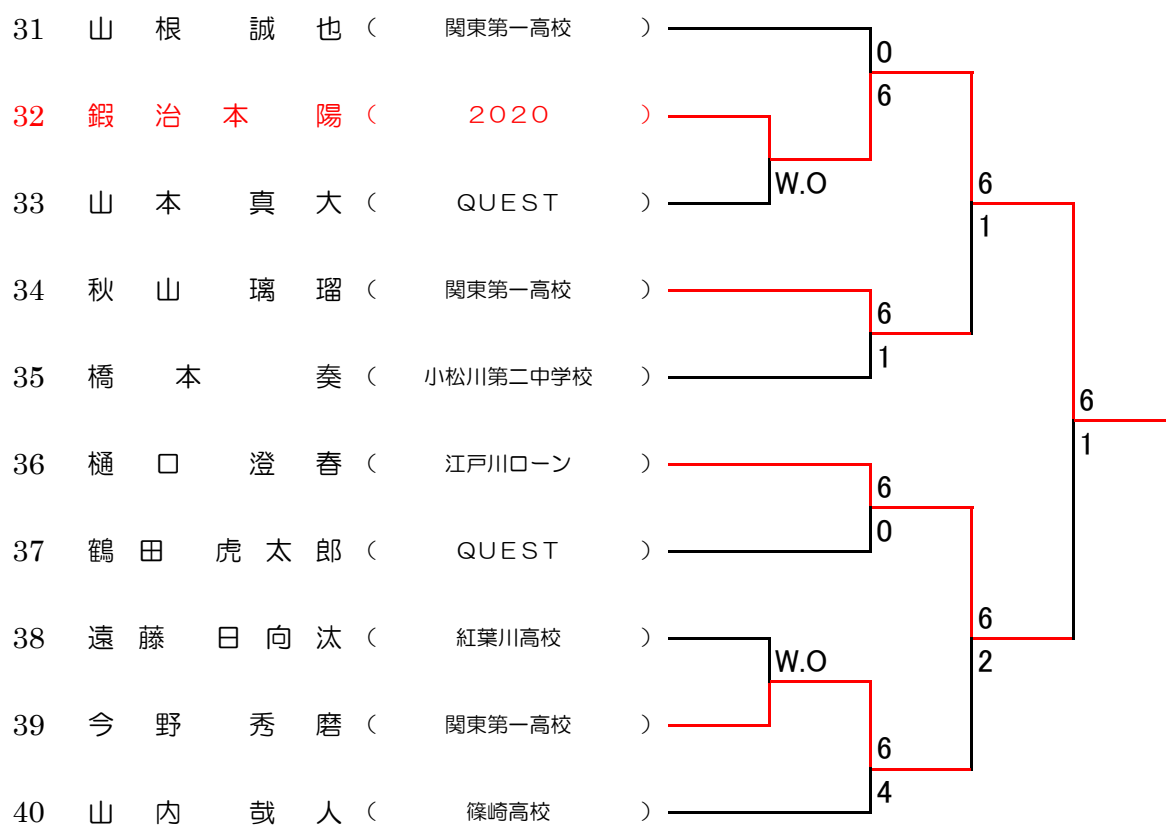 31 山根 誠也 ( 関東第一高校 )
0
32 鍜治本 陽 ( 2020 )
6
W.O
33 山本 真大 ( QUEST )
6
1
34 秋山 璃瑠 ( 関東第一高校 )
6
1
35 橋本 奏 ( 小松川第二中学校 )
6
1
36 樋口 澄春 ( 江戸川ローン )
6
0
37 鶴田 虎太郎 ( QUEST )
38 遠藤 日向汰 ( 紅葉川高校 )
6
2
W.O
39 今野 秀磨 ( 関東第一高校 )
6
4
40 山内 哉人 ( 篠崎高校 )